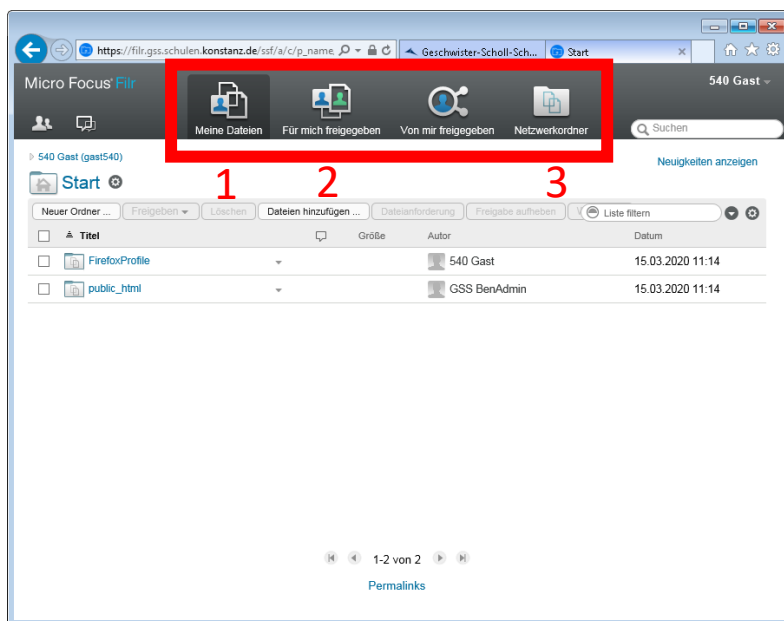 https://filr.gss.schulen.konstanz.de/ssf/a/c/p_name,
Geschwister-Scholl-Sch...
Start
Micro Focus Filr
540 Gast
Meine Dateien
Für mich freigegeben
Von mir freigegeben
Netzwerkordner
Suchen
540 Gast (gast540)
Neuigkeiten anzeigen
Start
1
2
3
Neuer Ordner ... Freigeben Löschen Dateien hinzufügen ... Dateianforderung Freigabe aufheben Liste filtern
Titel Größe Autor Datum
FirefoxProfile 540 Gast 15.03.2020 11:14
public_html GSS BenAdmin 15.03.2020 11:14
1-2 von 2
Permalinks